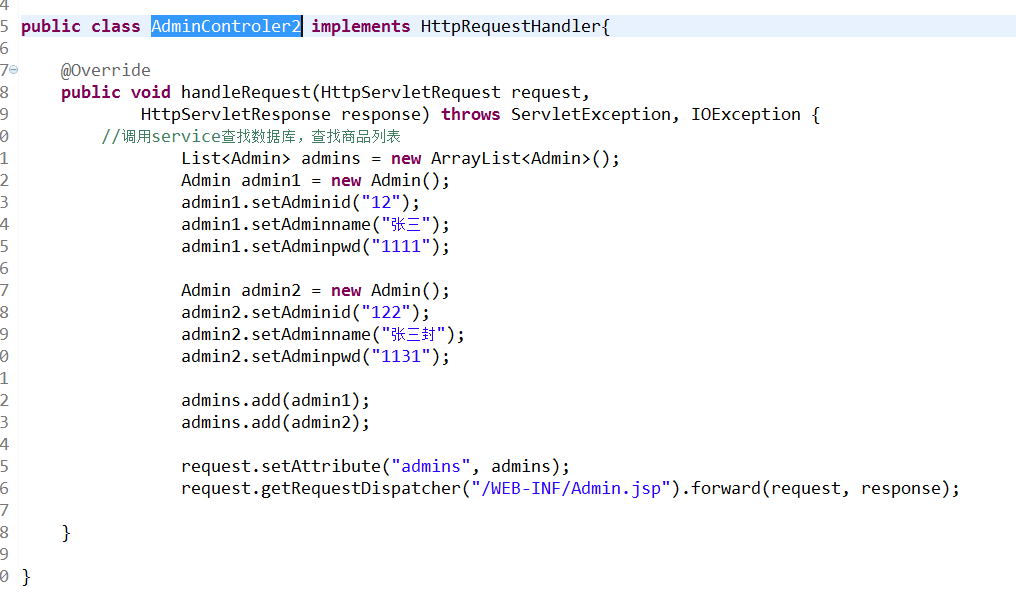 4
5 public class AdminControler2 implements HttpRequestHandler{
6
7 @Override
8 public void handleRequest(HttpServletRequest request,
9 HttpServletResponse response) throws ServletException, IOException {
0 //调用service查找数据库，查找商品列表
1 List<Admin> admins = new ArrayList<Admin>();
2 Admin admin1 = new Admin();
3 admin1.setAdminid("12");
4 admin1.setAdminname("张三");
5 admin1.setAdminpwd("1111");
6
7 Admin admin2 = new Admin();
8 admin2.setAdminid("122");
9 admin2.setAdminname("张三封");
0 admin2.setAdminpwd("1131");
1
2 admins.add(admin1);
3 admins.add(admin2);
4
5 request.setAttribute("admins", admins);
6 request.getRequestDispatcher("/WEB-INF/Admin.jsp").forward(request, response);
7
8 }
9
0 }